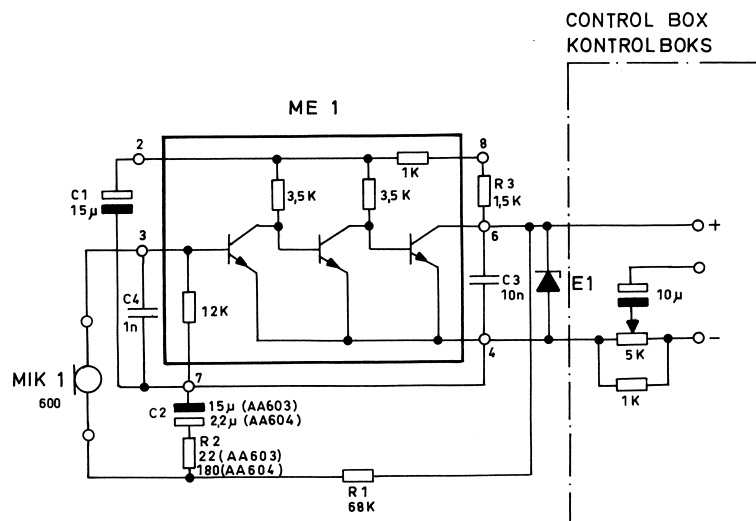 CONTROL BOX
KONTROLBOKS
ME 1
2
8
1K
C1
15µ
3,5K
3,5K
R3
1,5K
3
6
+
C4
1n
12K
C3
10n
E1
10µ
4
−
5K
MIK 1
600
7
1K
C2
15µ (AA603)
2,2µ (AA604)
R2
22 (AA603)
180 (AA604)
R1
68K